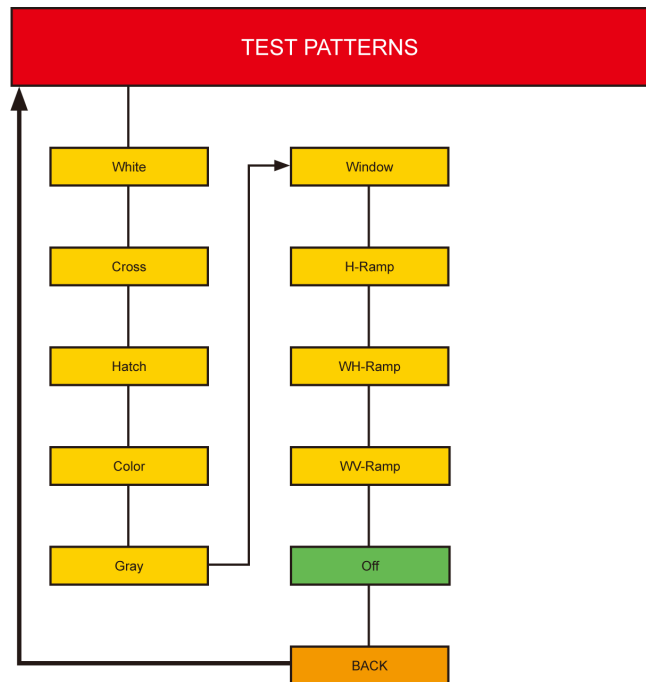 TEST PATTERNS
White
Cross
Hatch
Color
Gray
Window
H-Ramp
WH-Ramp
WV-Ramp
Off
BACK